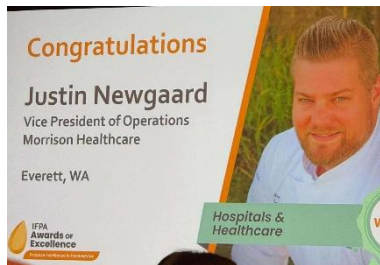 Congratulations
Justin Newgaard
Vice President of Operations
Morrison Healthcare
Everett, WA
IFPA
Awards of
Excellence
Hospitals &
Healthcare